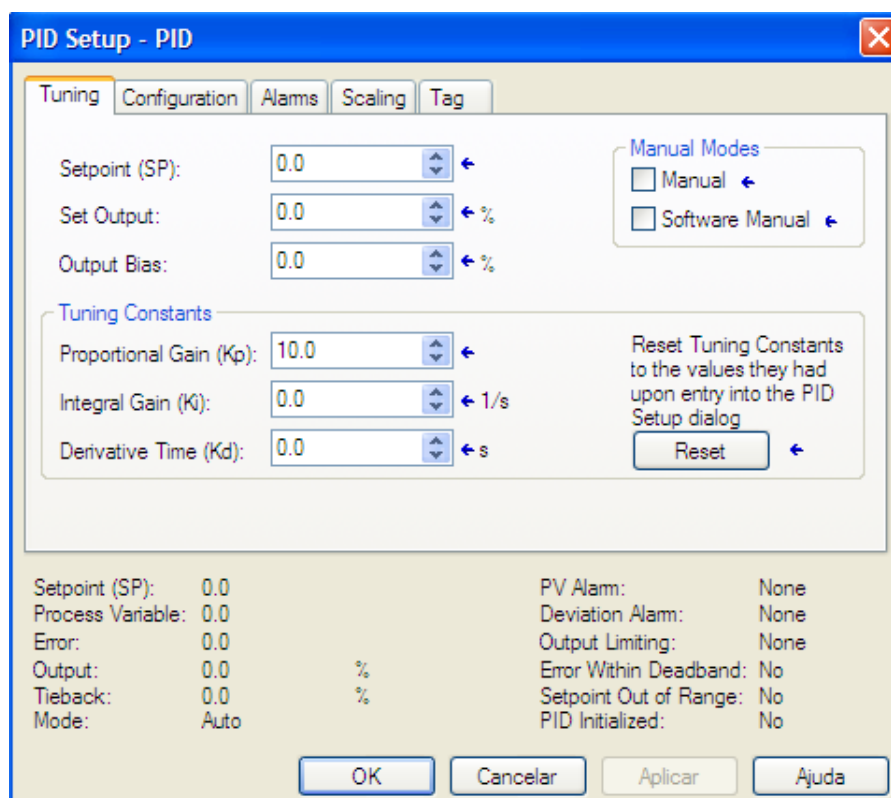 PID Setup - PID
Tuning Configuration Alarms Scaling Tag
Setpoint (SP): 0.0
Set Output: 0.0 %
Output Bias: 0.0 %
Manual Modes
Manual
Software Manual
Tuning Constants
Proportional Gain (Kp): 10.0
Integral Gain (Ki): 0.0 1/s
Derivative Time (Kd): 0.0 s
Reset Tuning Constants
to the values they had
upon entry into the PID
Setup dialog
Reset
Setpoint (SP): 0.0
Process Variable: 0.0
Error: 0.0
Output: 0.0 %
Tieback: 0.0 %
Mode: Auto
PV Alarm: None
Deviation Alarm: None
Output Limiting: None
Error Within Deadband: No
Setpoint Out of Range: No
PID Initialized: No
OK Cancelar Aplicar Ajuda